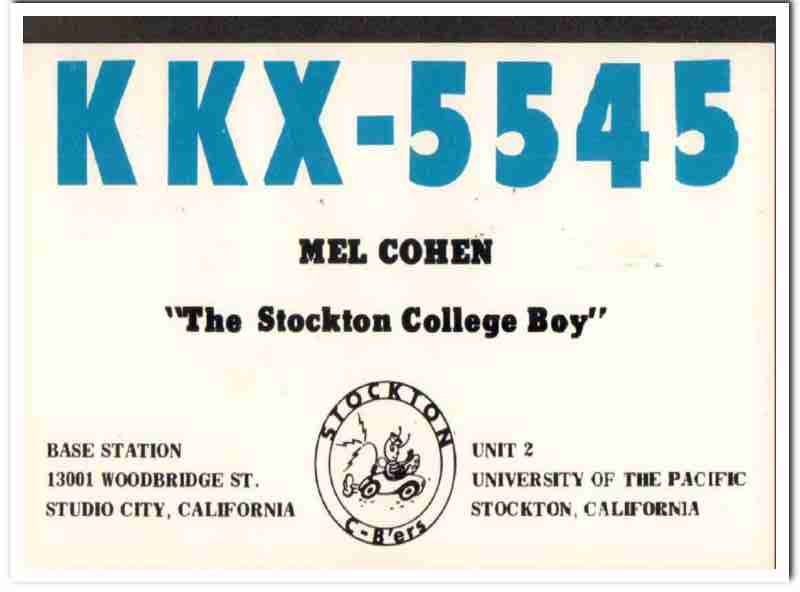 KKX-5545
MEL COHEN
"The Stockton College Boy"
STOCKTON
C-B'ers
BASE STATION
13001 WOODBRIDGE ST.
STUDIO CITY, CALIFORNIA
UNIT 2
UNIVERSITY OF THE PACIFIC
STOCKTON, CALIFORNIA